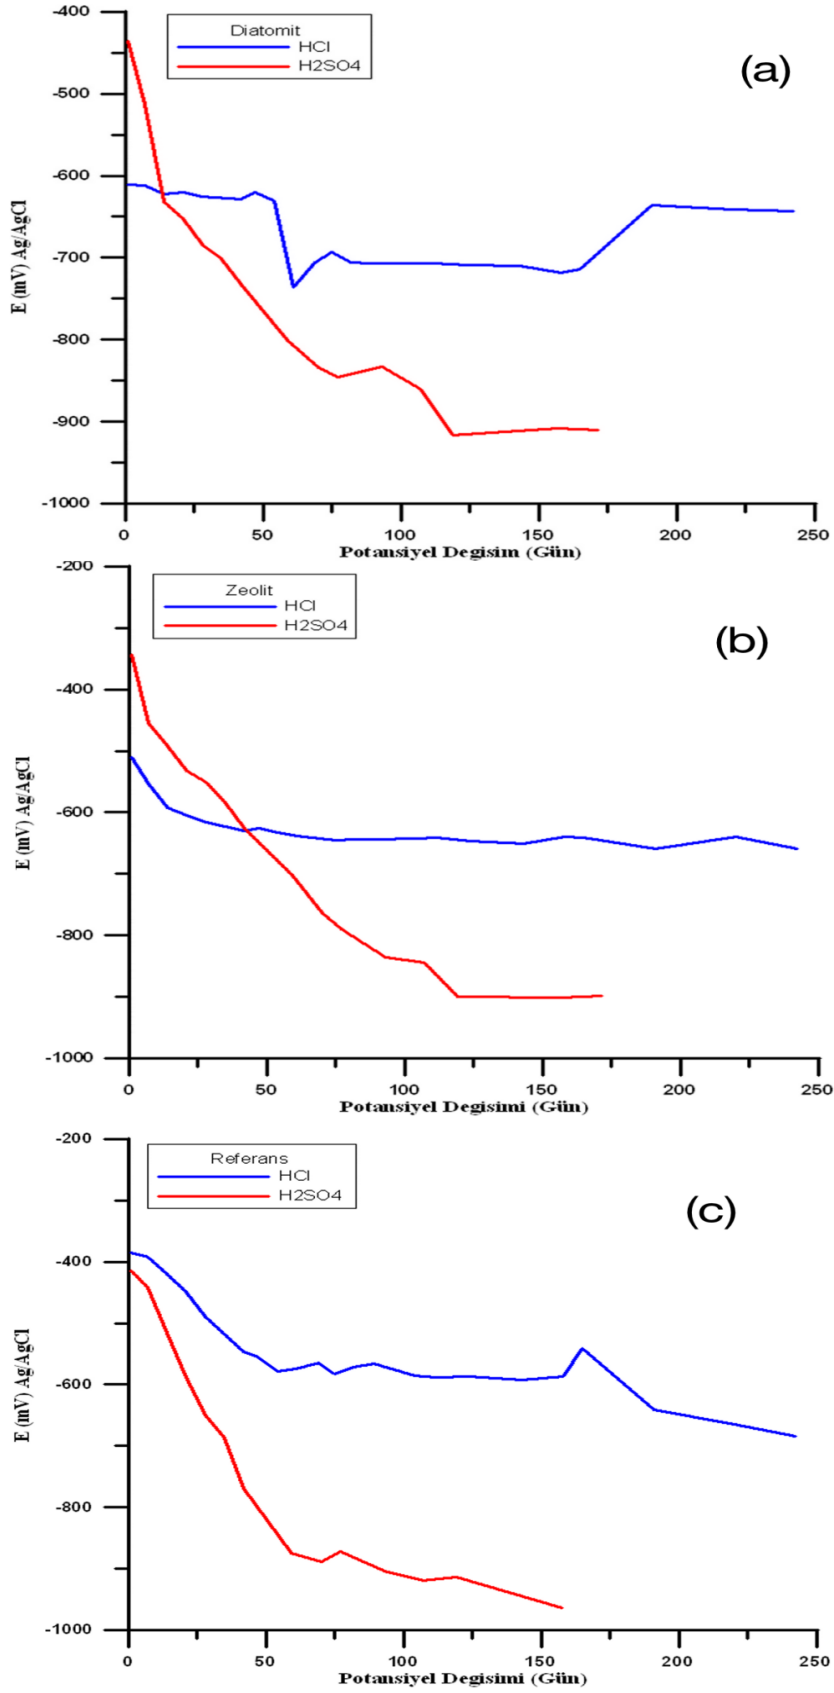 -400
Diatomit
HCl
H2SO4
(a)
-500
-600
-700
-800
-900
-1000
E (mV) Ag/AgCl
0 50 100 150 200 250
Potansiyel Degisim (Gün)
-200
Zeolit
HCl
H2SO4
(b)
-400
-600
-800
-1000
E (mV) Ag/AgCl
0 50 100 150 200 250
Potansiyel Degisimi (Gün)
-200
Referans
HCl
H2SO4
(c)
-400
-600
-800
-1000
E (mV) Ag/AgCl
0 50 100 150 200 250
Potansiyel Degisimi (Gün)